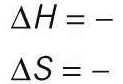 ΔH = −
ΔS = −